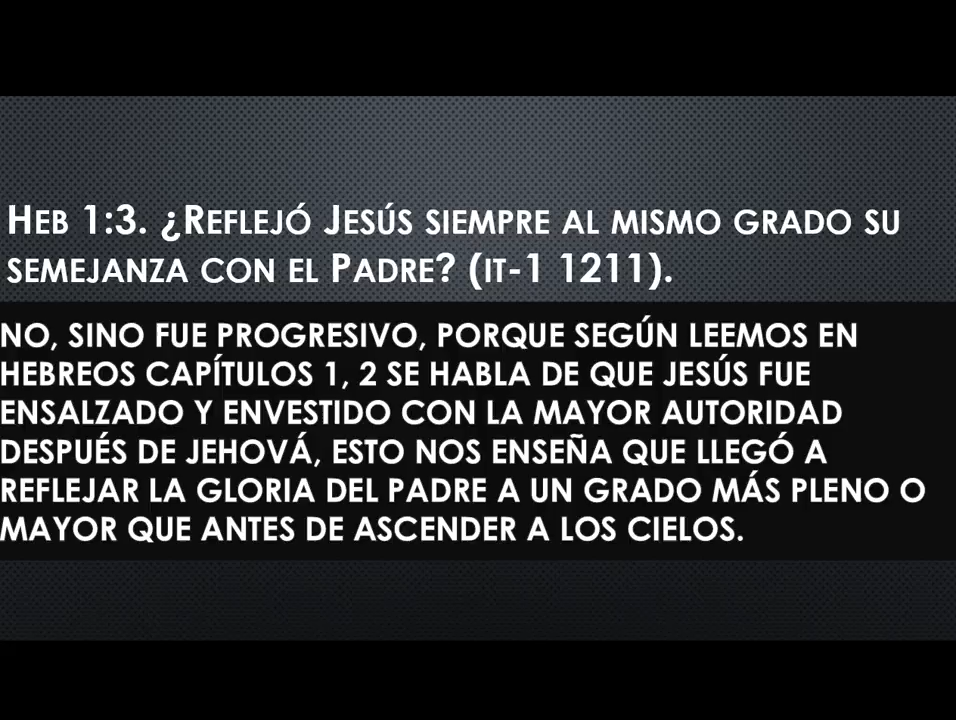 Heb 1:3. ¿Reflejó Jesús siempre al mismo grado su
semejanza con el Padre? (it-1 1211).
NO, SINO FUE PROGRESIVO, PORQUE SEGÚN LEEMOS EN
HEBREOS CAPÍTULOS 1, 2 SE HABLA DE QUE JESÚS FUE
ENSALZADO Y ENVESTIDO CON LA MAYOR AUTORIDAD
DESPUÉS DE JEHOVÁ, ESTO NOS ENSEÑA QUE LLEGÓ A
REFLEJAR LA GLORIA DEL PADRE A UN GRADO MÁS PLENO O
MAYOR QUE ANTES DE ASCENDER A LOS CIELOS.